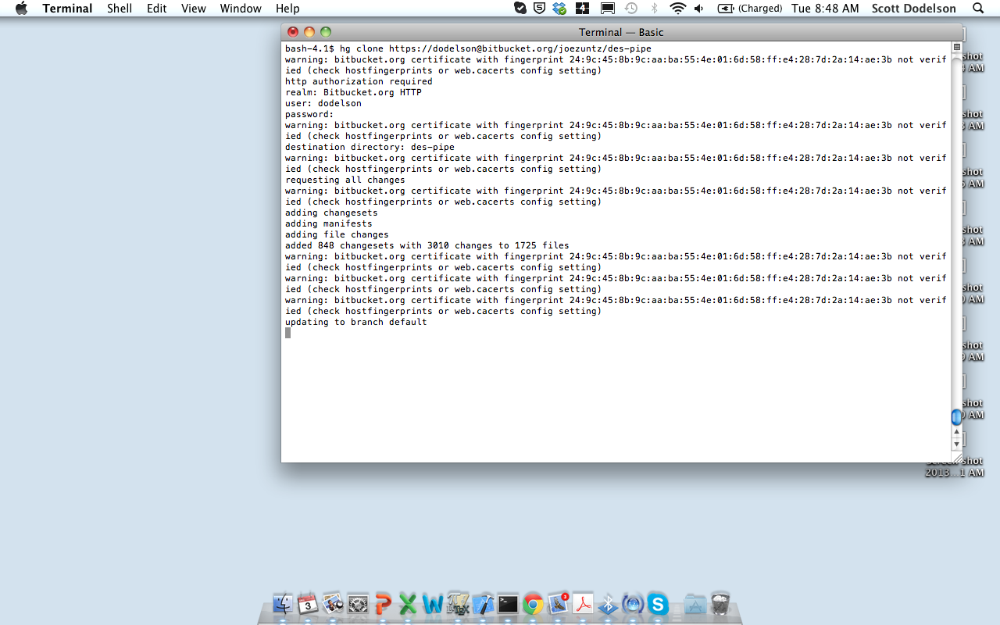 Terminal Shell Edit View Window Help 4 (Charged) Tue 8:48 AM Scott Dodelson
Terminal — Basic
bash-4.1$ hg clone https://dodelson@bitbucket.org/joezuntz/des-pipe
warning: bitbucket.org certificate with fingerprint 24:9c:45:8b:9c:aa:ba:55:4e:01:6d:58:ff:e4:28:7d:2a:14:ae:3b not verif
ied (check hostfingerprints or web.cacerts config setting)
http authorization required
realm: Bitbucket.org HTTP
user: dodelson
password:
warning: bitbucket.org certificate with fingerprint 24:9c:45:8b:9c:aa:ba:55:4e:01:6d:58:ff:e4:28:7d:2a:14:ae:3b not verif
ied (check hostfingerprints or web.cacerts config setting)
destination directory: des-pipe
warning: bitbucket.org certificate with fingerprint 24:9c:45:8b:9c:aa:ba:55:4e:01:6d:58:ff:e4:28:7d:2a:14:ae:3b not verif
ied (check hostfingerprints or web.cacerts config setting)
requesting all changes
warning: bitbucket.org certificate with fingerprint 24:9c:45:8b:9c:aa:ba:55:4e:01:6d:58:ff:e4:28:7d:2a:14:ae:3b not verif
ied (check hostfingerprints or web.cacerts config setting)
adding changesets
adding manifests
adding file changes
added 848 changesets with 3010 changes to 1725 files
warning: bitbucket.org certificate with fingerprint 24:9c:45:8b:9c:aa:ba:55:4e:01:6d:58:ff:e4:28:7d:2a:14:ae:3b not verif
ied (check hostfingerprints or web.cacerts config setting)
warning: bitbucket.org certificate with fingerprint 24:9c:45:8b:9c:aa:ba:55:4e:01:6d:58:ff:e4:28:7d:2a:14:ae:3b not verif
ied (check hostfingerprints or web.cacerts config setting)
warning: bitbucket.org certificate with fingerprint 24:9c:45:8b:9c:aa:ba:55:4e:01:6d:58:ff:e4:28:7d:2a:14:ae:3b not verif
ied (check hostfingerprints or web.cacerts config setting)
updating to branch default
shot
AM
shot
AM
shot
AM
shot
AM
shot
AM
shot
AM
shot
AM
shot
2013...1 AM
3
3